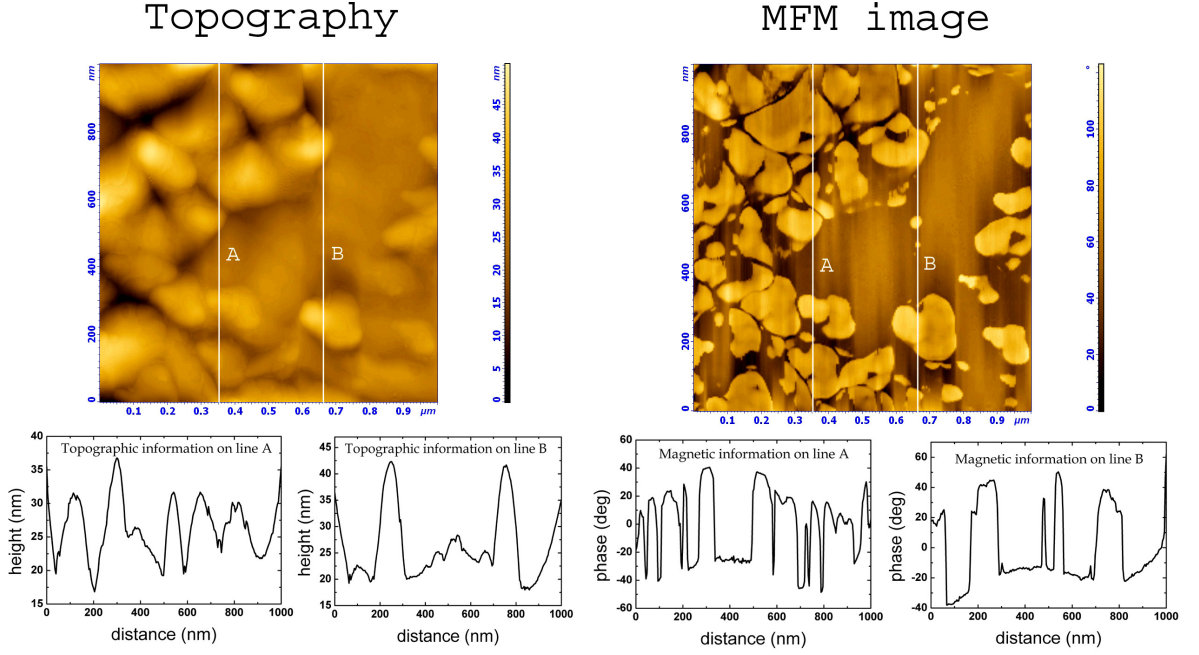 Topography
MFM image
nm
800
600
400
200
0
0.1 0.2 0.3 0.4 0.5 0.6 0.7 0.8 0.9 µm
A
B
nm
45
40
35
30
25
20
15
10
5
0
nm
800
600
400
200
0
0.1 0.2 0.3 0.4 0.5 0.6 0.7 0.8 0.9 µm
A
B
°
100
80
60
40
20
0
Topographic information on line A
height (nm)
40
35
30
25
20
15
0 200 400 600 800 1000
distance (nm)
Topographic information on line B
height (nm)
45
40
35
30
25
20
15
0 200 400 600 800 1000
distance (nm)
Magnetic information on line A
phase (deg)
60
40
20
0
-20
-40
-60
0 200 400 600 800 1000
distance (nm)
Magnetic information on line B
phase (deg)
60
40
20
0
-20
-40
0 200 400 600 800 1000
distance (nm)